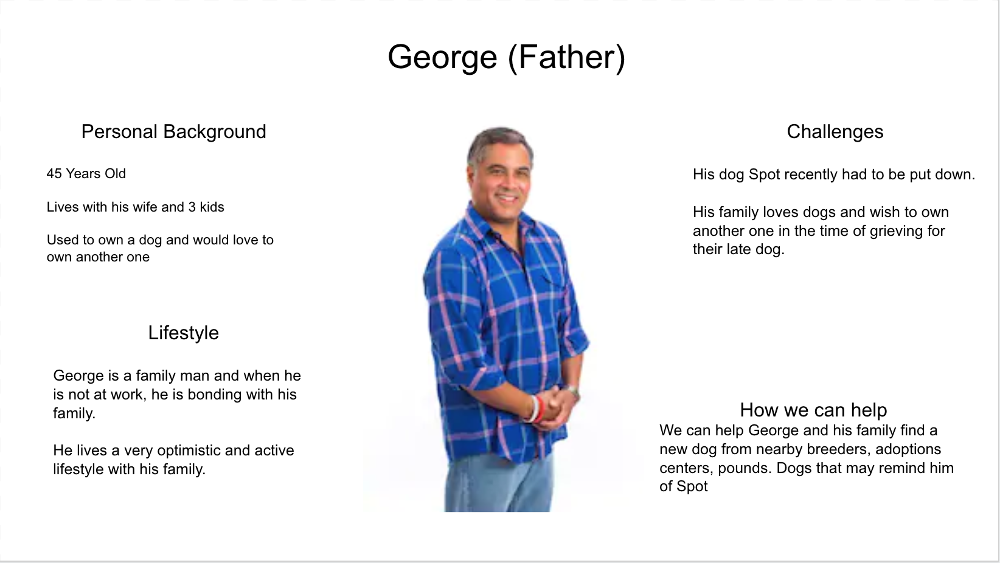 George (Father)
Personal Background
45 Years Old
Lives with his wife and 3 kids
Used to own a dog and would love to
own another one
Lifestyle
George is a family man and when he
is not at work, he is bonding with his
family.
He lives a very optimistic and active
lifestyle with his family.
Challenges
His dog Spot recently had to be put down.
His family loves dogs and wish to own
another one in the time of grieving for
their late dog.
How we can help
We can help George and his family find a
new dog from nearby breeders, adoptions
centers, pounds. Dogs that may remind him
of Spot